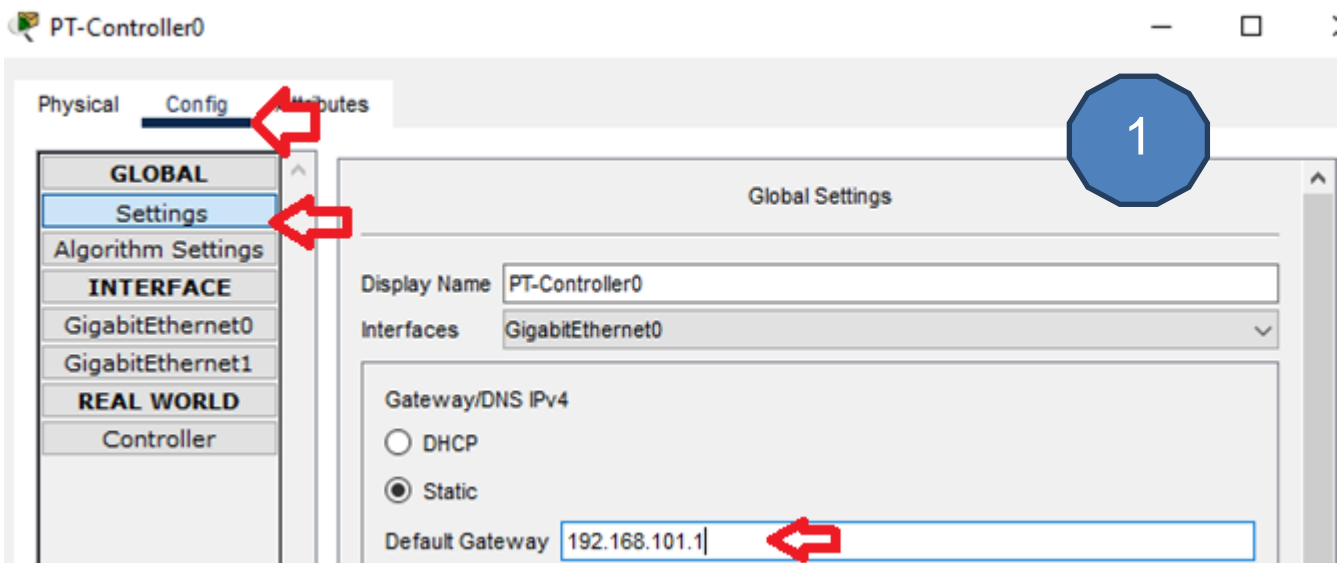 PT-Controller0
Physical Config Attributes
1
GLOBAL
Settings
Algorithm Settings
INTERFACE
GigabitEthernet0
GigabitEthernet1
REAL WORLD
Controller
Global Settings
Display Name PT-Controller0
Interfaces GigabitEthernet0
Gateway/DNS IPv4
DHCP
Static
Default Gateway 192.168.101.1